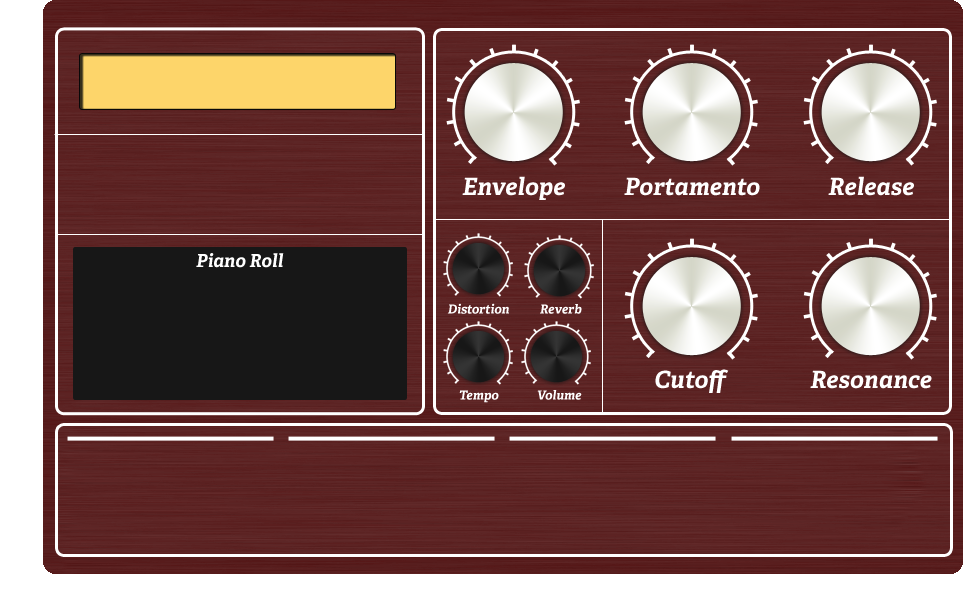 Envelope
Portamento
Release
Piano Roll
Distortion
Reverb
Tempo
Volume
Cutoff
Resonance